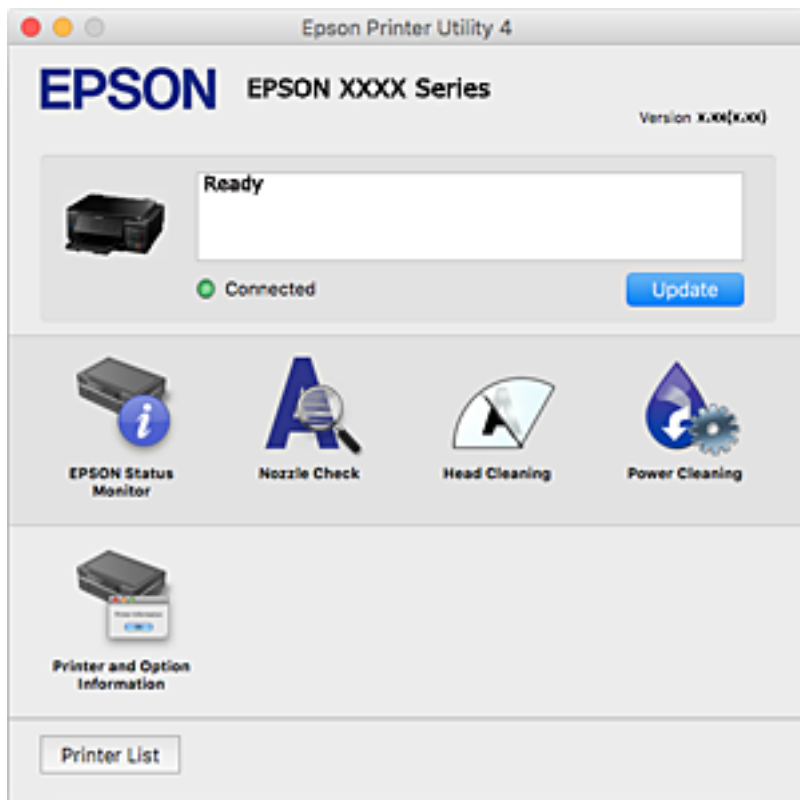 Epson Printer Utility 4
EPSON
EPSON XXXX Series
Version x.xx(x.xx)
Ready
Connected
Update
EPSON Status
Monitor
Nozzle Check
Head Cleaning
Power Cleaning
Printer and Option
Information
Printer List